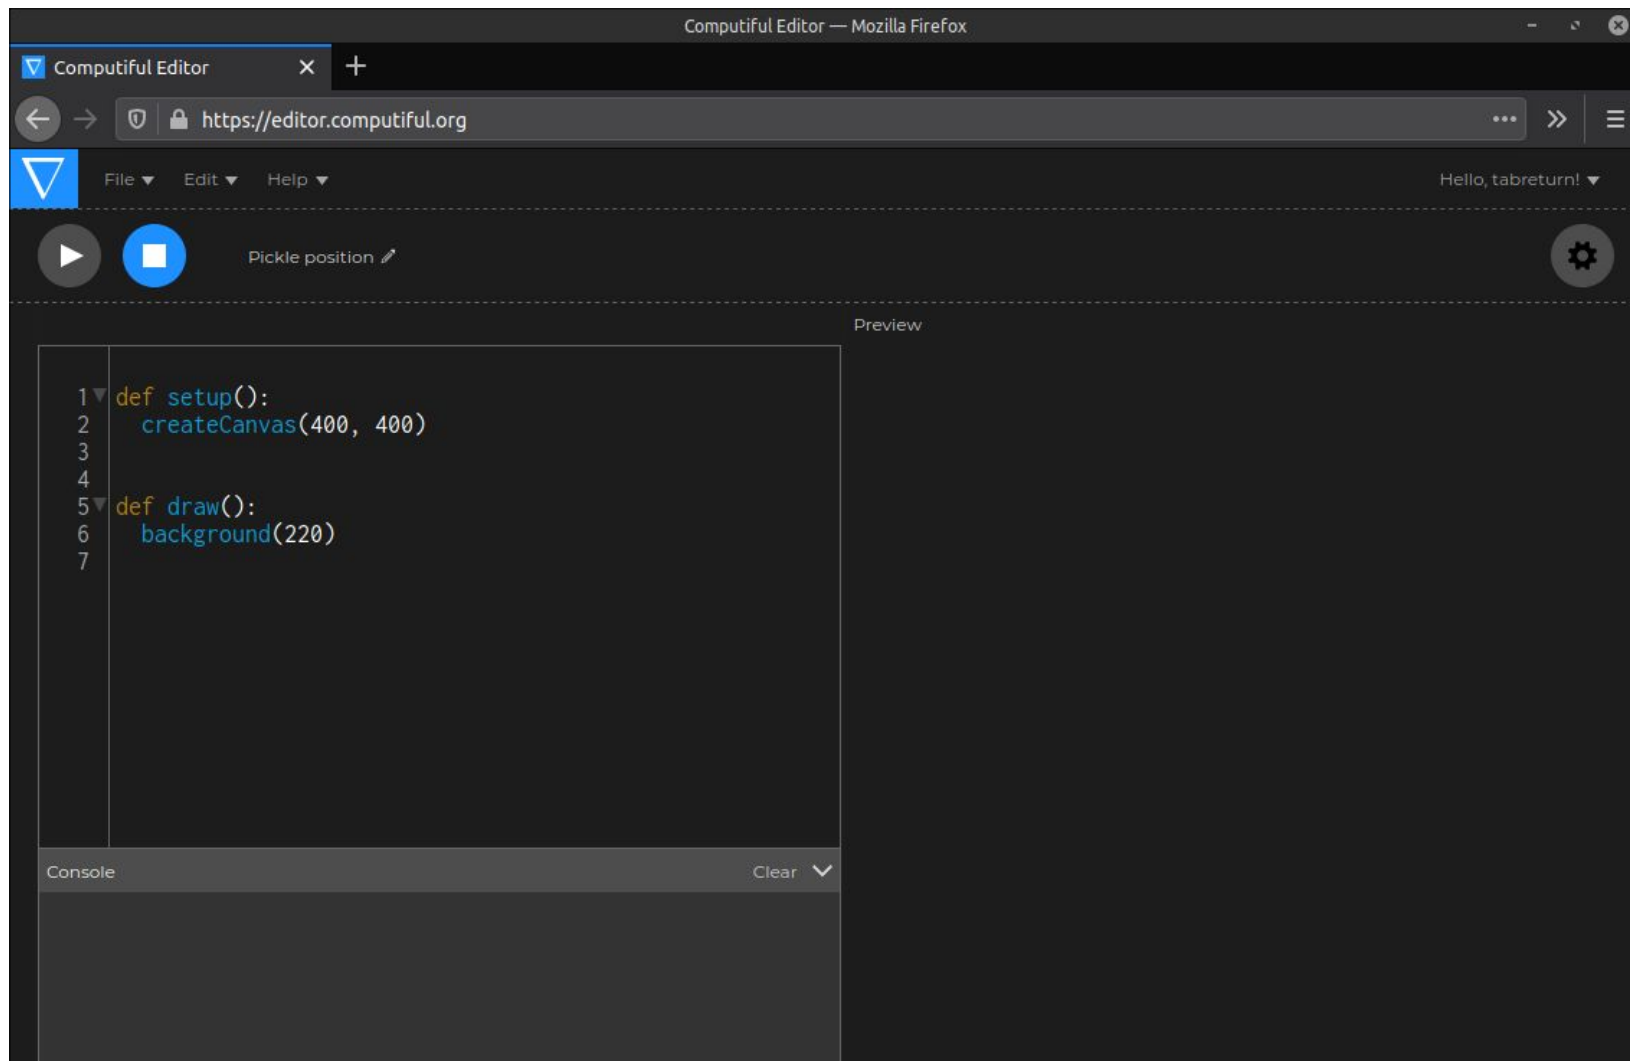 Computiful Editor — Mozilla Firefox
Computiful Editor
https://editor.computiful.org
File Edit Help Hello, tabreturn!
Pickle position
Preview
1 def setup():
2   createCanvas(400, 400)
3
4
5 def draw():
6   background(220)
7
Console Clear